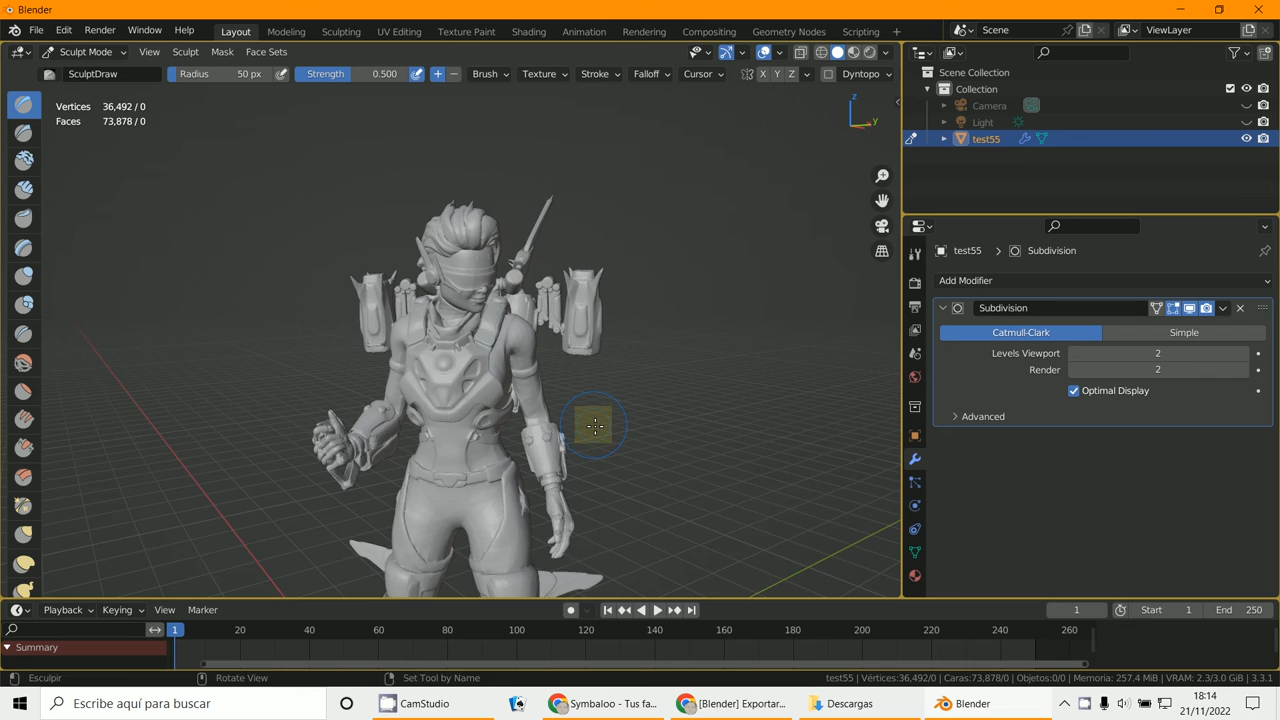 Blender
File Edit Render Window Help Layout Modeling Sculpting UV Editing Texture Paint Shading Animation Rendering Compositing Geometry Nodes Scripting + Scene ViewLayer
Sculpt Mode View Sculpt Mask Face Sets
SculptDraw Radius 50 px Strength 0.500 Brush Texture Stroke Falloff Cursor X Y Z Dyntopo
Vertices 36,492 / 0
Faces 73,878 / 0
z
y
Scene Collection
Collection
Camera
Light
test55
test55 > Subdivision
Add Modifier
Subdivision
Catmull-Clark Simple
Levels Viewport 2
Render 2
Optimal Display
Advanced
Playback Keying View Marker 1 Start 1 End 250
1 20 40 60 80 100 120 140 160 180 200 220 240 260
Summary
Esculpir Rotate View Set Tool by Name test55 | Vértices:36,492/0 | Caras:73,878/0 | Objetos:0/0 | Memoria: 257.4 MiB | VRAM: 2.3/3.0 GiB | 3.3.1
Escribe aquí para buscar CamStudio Symbaloo - Tus fa... [Blender] Exportar... Descargas Blender 18:14
21/11/2022